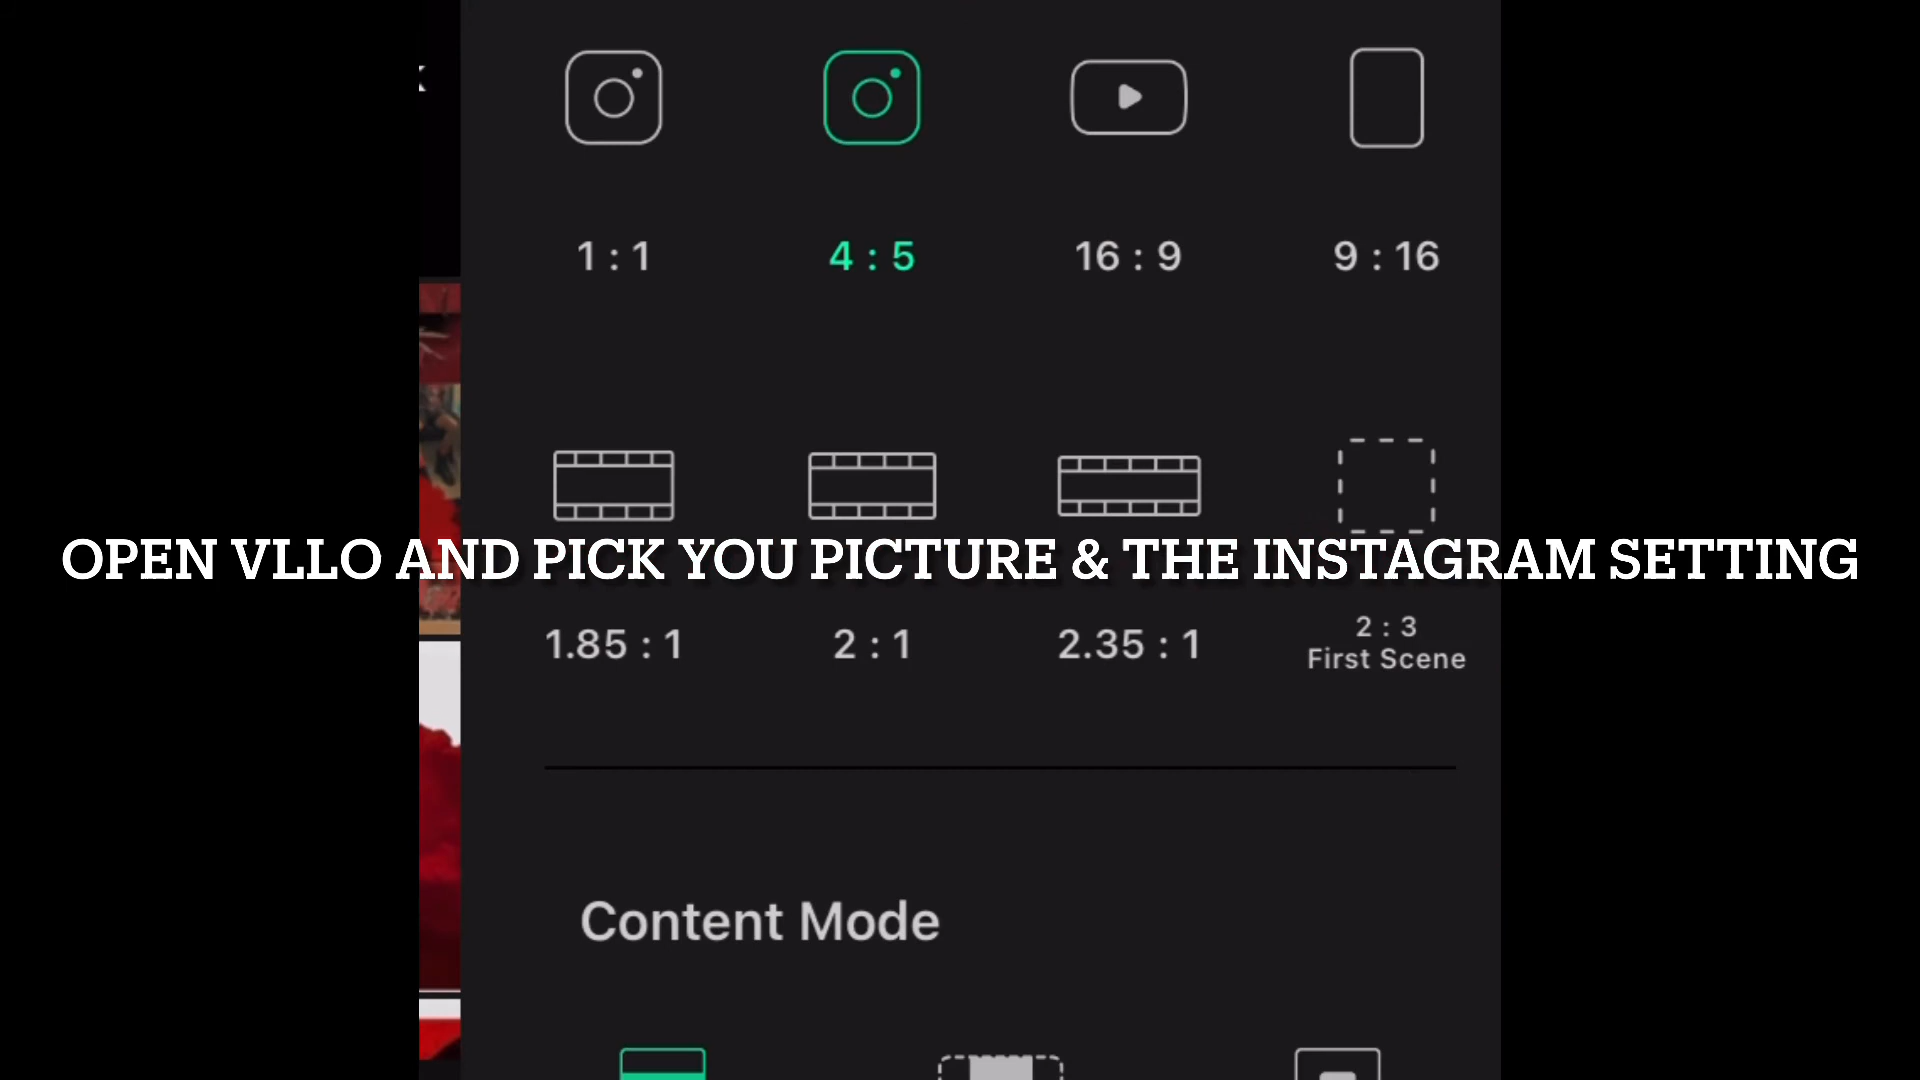 1 : 1
4 : 5
16 : 9
9 : 16
OPEN VLLO AND PICK YOU PICTURE & THE INSTAGRAM SETTING
1.85 : 1
2 : 1
2.35 : 1
2 : 3
First Scene
Content Mode